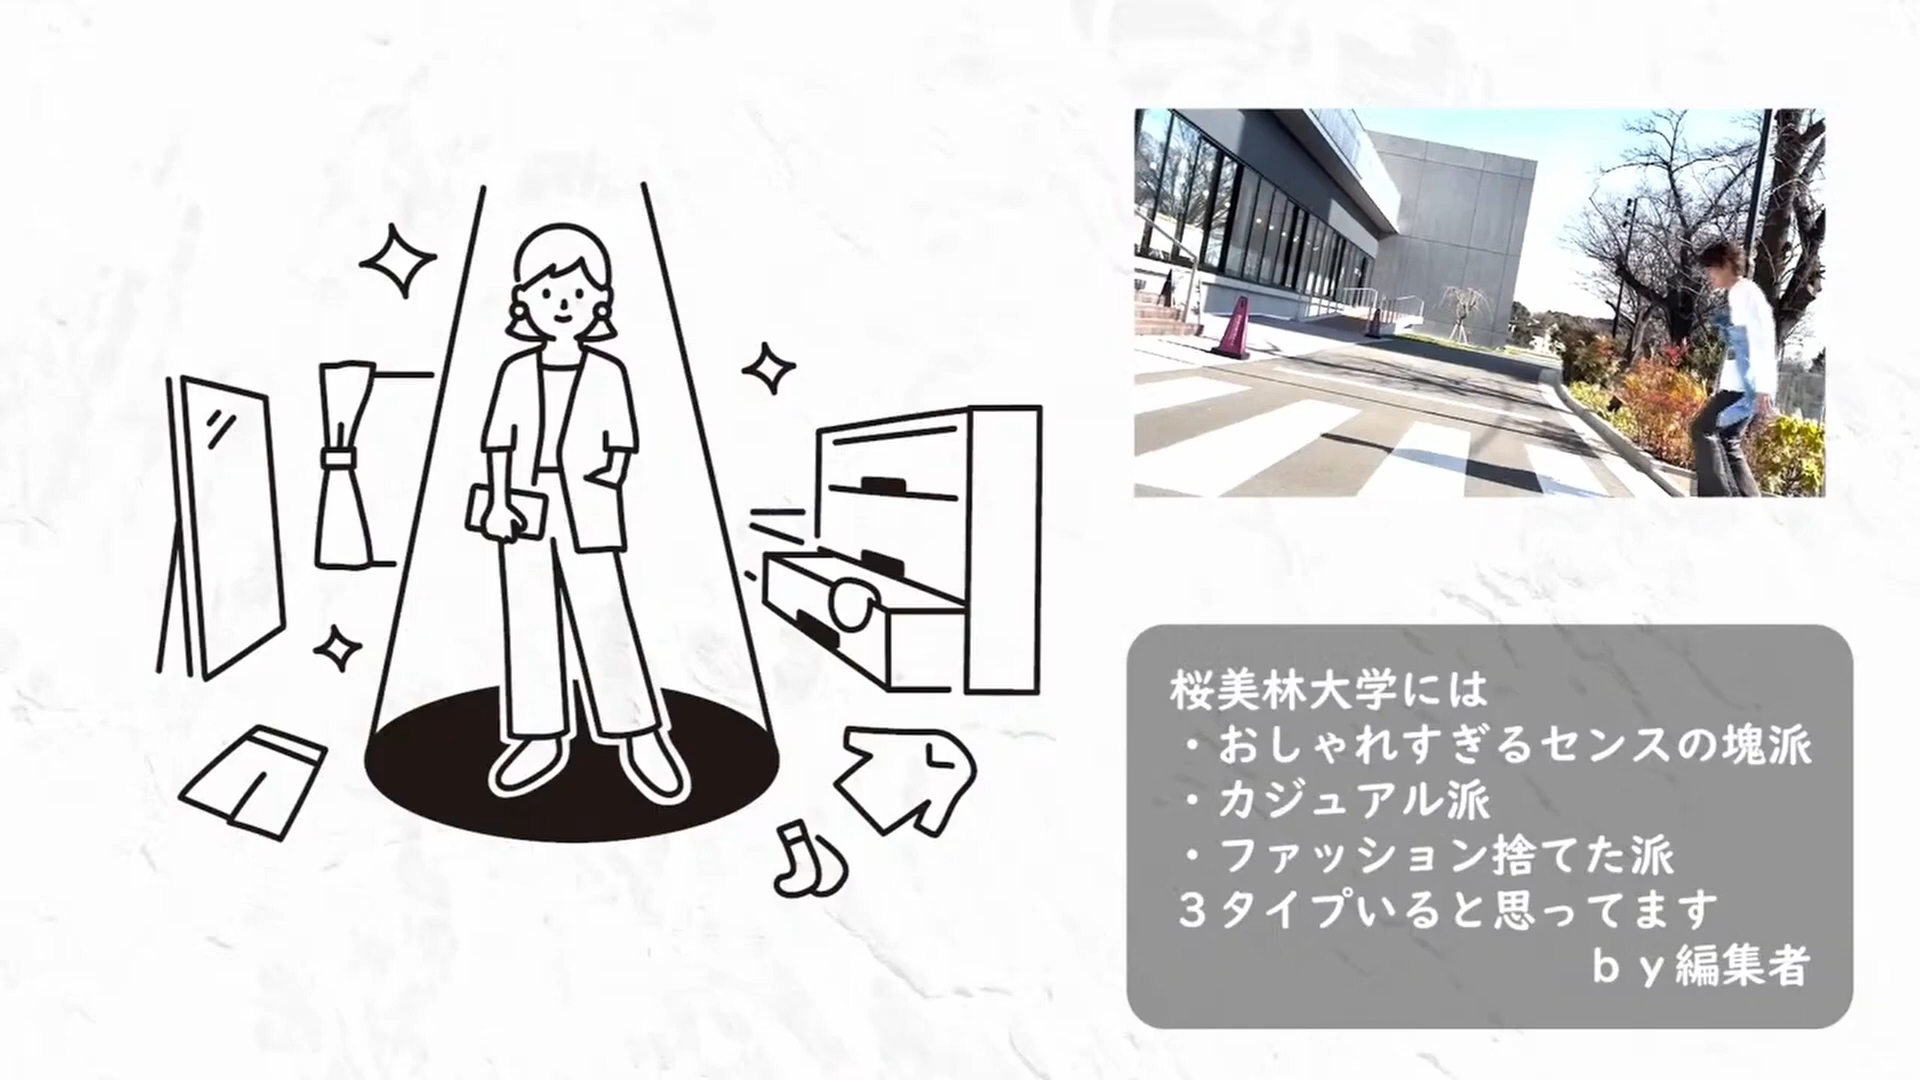 桜美林大学には
・おしゃれすぎるセンスの塊派
・カジュアル派
・ファッション捨てた派
３タイプいると思ってます
ｂｙ編集者